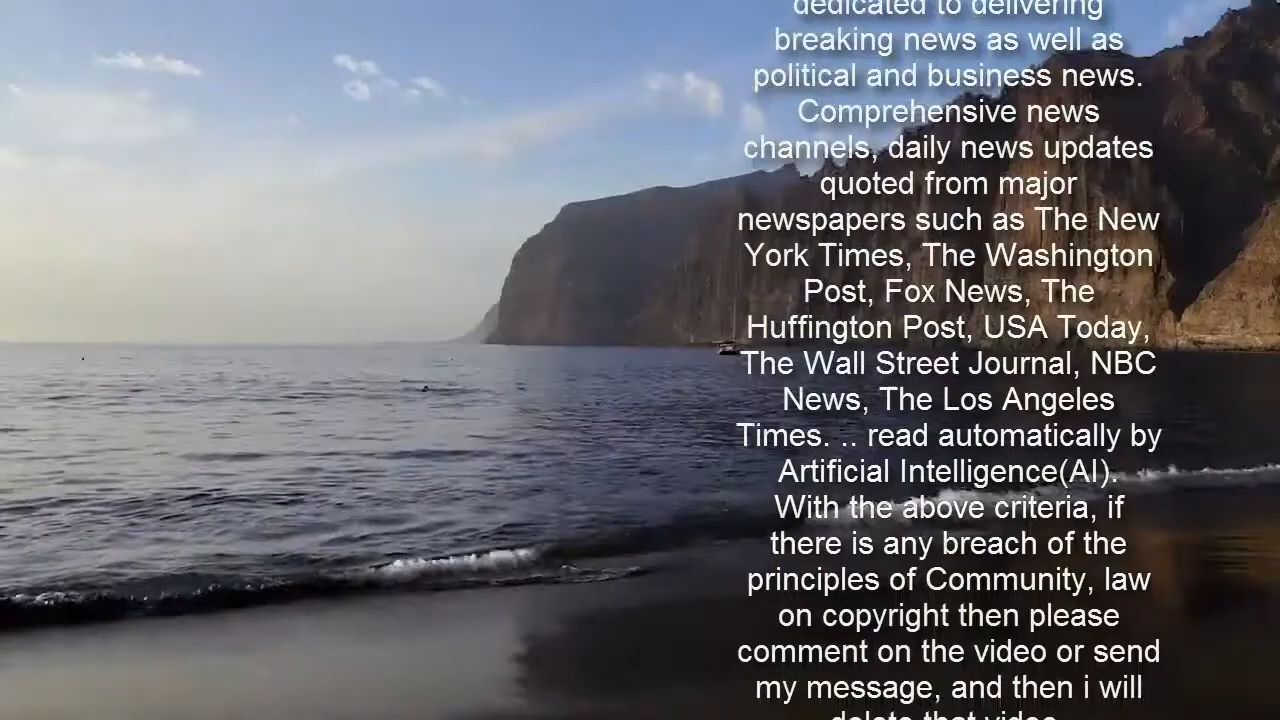 dedicated to delivering
breaking news as well as
political and business news.
Comprehensive news
channels, daily news updates
quoted from major
newspapers such as The New
York Times, The Washington
Post, Fox News, The
Huffington Post, USA Today,
The Wall Street Journal, NBC
News, The Los Angeles
Times. .. read automatically by
Artificial Intelligence(AI).
With the above criteria, if
there is any breach of the
principles of Community, law
on copyright then please
comment on the video or send
my message, and then i will
delete that video